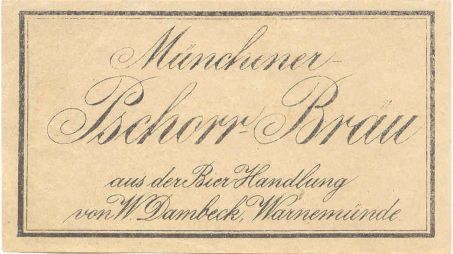 Münchener-
Pschorr-Bräu
aus der Bier-Handlung
von W. Dambeck, Warnemünde